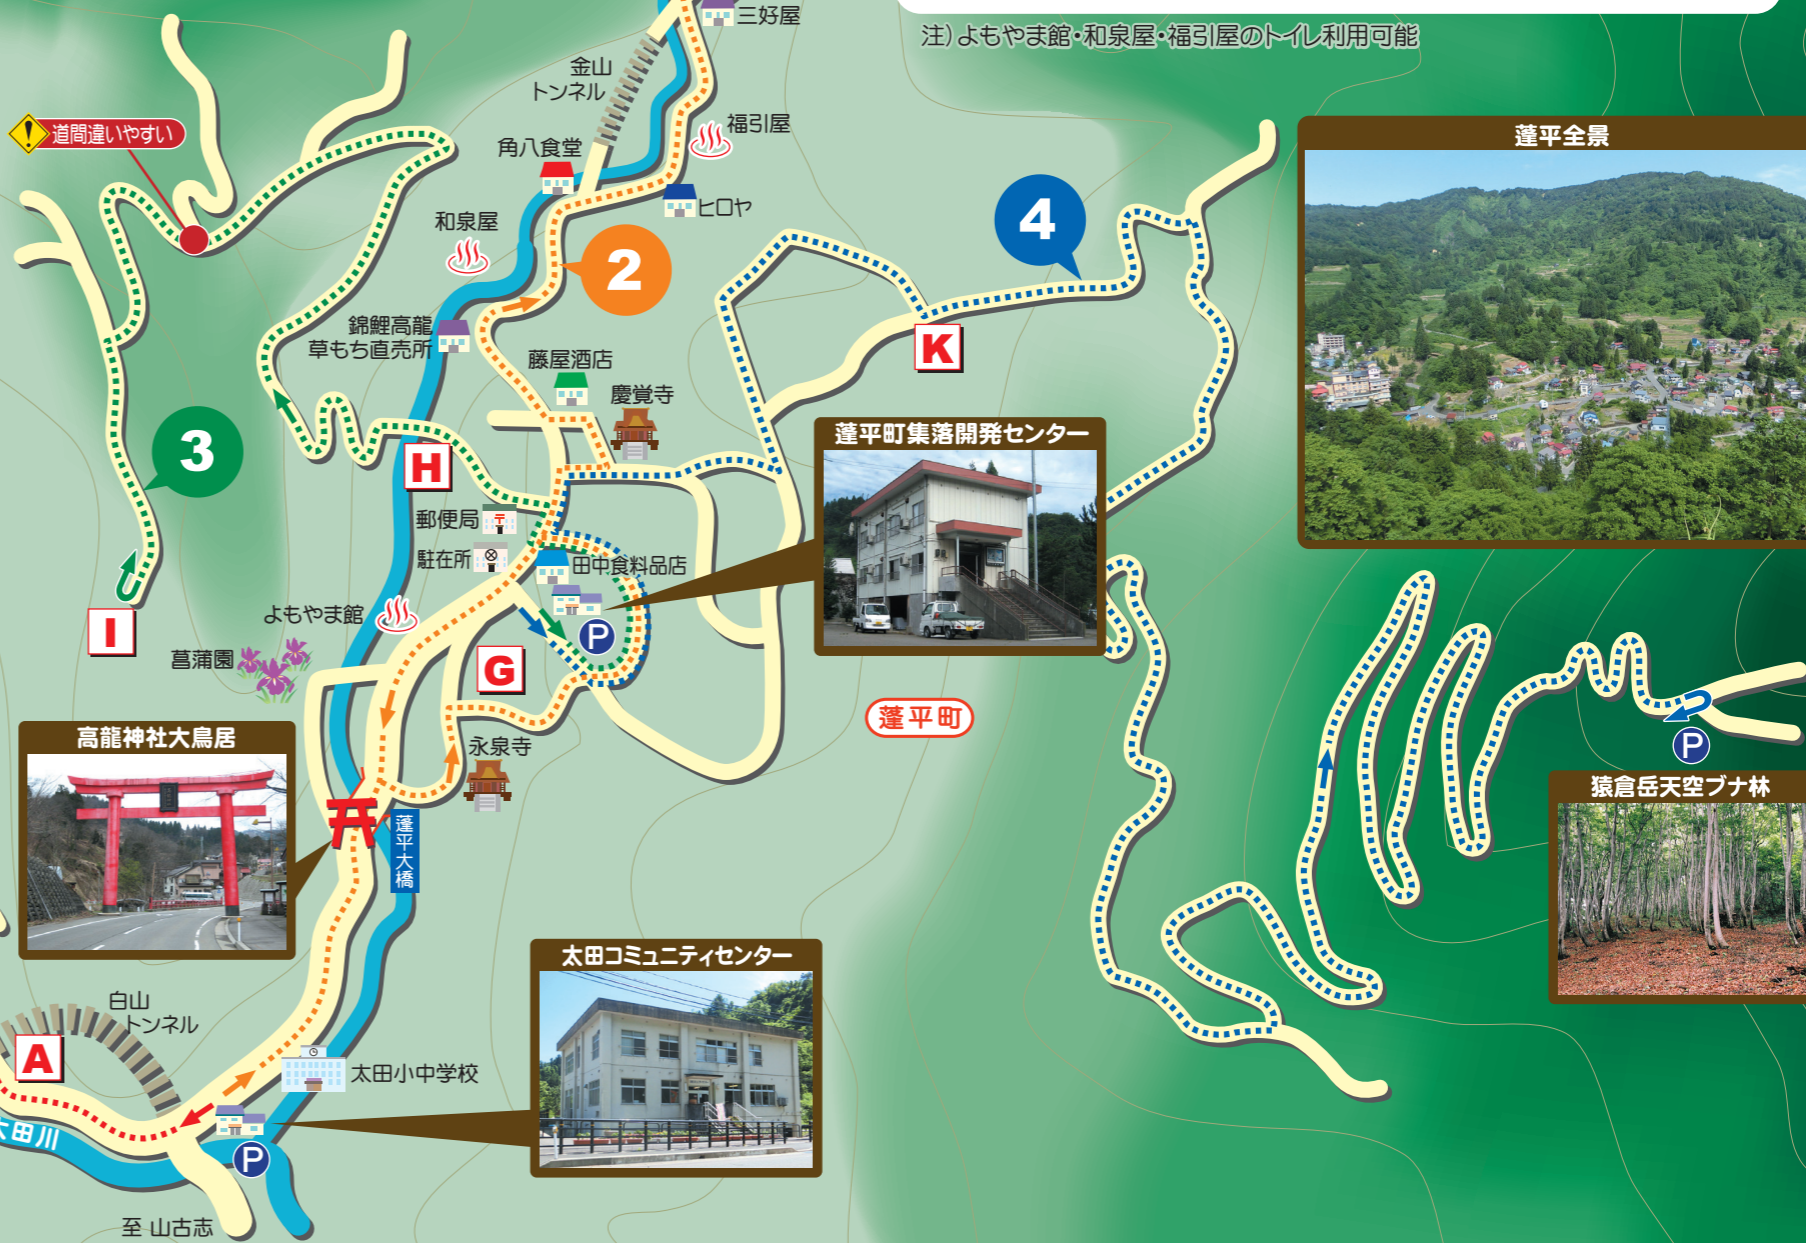 三好屋
注）よもやま館・和泉屋・福引屋のトイレ利用可能
金山
トンネル
道間違いやすい
福引屋
角八食堂
ヒロヤ
和泉屋
蓬平全景
4
2
錦鯉高龍
草もち直売所
藤屋酒店
K
慶覚寺
3
H
蓬平町集落開発センター
郵便局
駐在所
田中食料品店
よもやま館
P
I
菖蒲園
G
蓬平町
高龍神社大鳥居
永泉寺
P
猿倉岳天空ブナ林
蓬平大橋
太田コミュニティセンター
白山
トンネル
A
太田小中学校
太田川
P
至 山古志